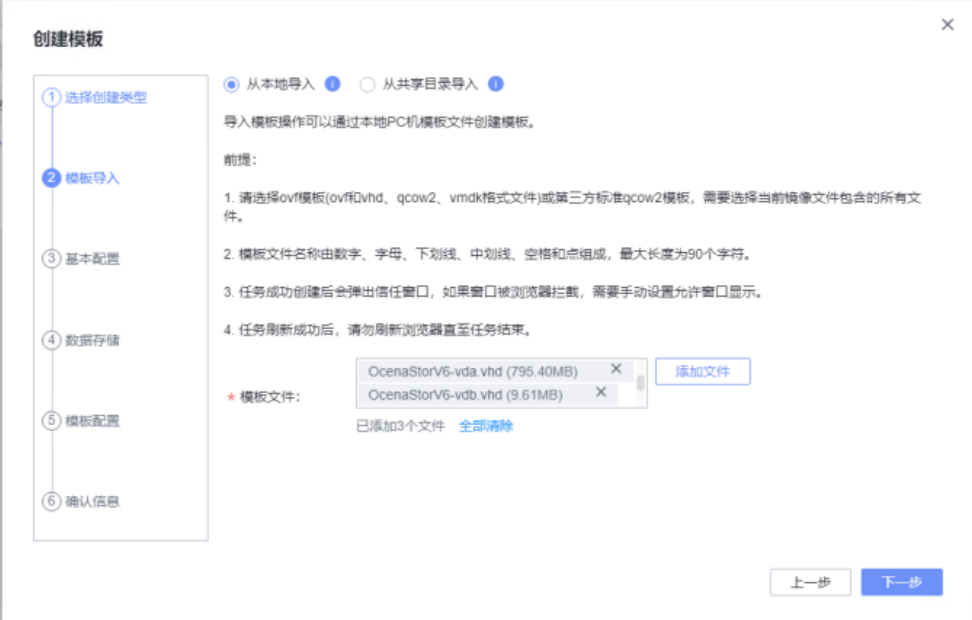 创建模板
1 选择创建类型
2 模板导入
3 基本配置
4 数据存储
5 模板配置
6 确认信息
从本地导入 i 从共享目录导入 i
导入模板操作可以通过本地PC机模板文件创建模板。
前提：
1. 请选择ovf模板(ovf和vhd、qcow2、vmdk格式文件)或第三方标准qcow2模板，需要选择当前镜像文件包含的所有文
件。
2. 模板文件名称由数字、字母、下划线、中划线、空格和点组成，最大长度为90个字符。
3. 任务成功创建后会弹出信任窗口，如果窗口被浏览器拦截，需要手动设置允许窗口显示。
4. 任务刷新成功后，请勿刷新浏览器直至任务结束。
* 模板文件：
OcenaStorV6-vda.vhd (795.40MB)
OcenaStorV6-vdb.vhd (9.61MB)
添加文件
已添加3个文件 全部清除
上一步 下一步